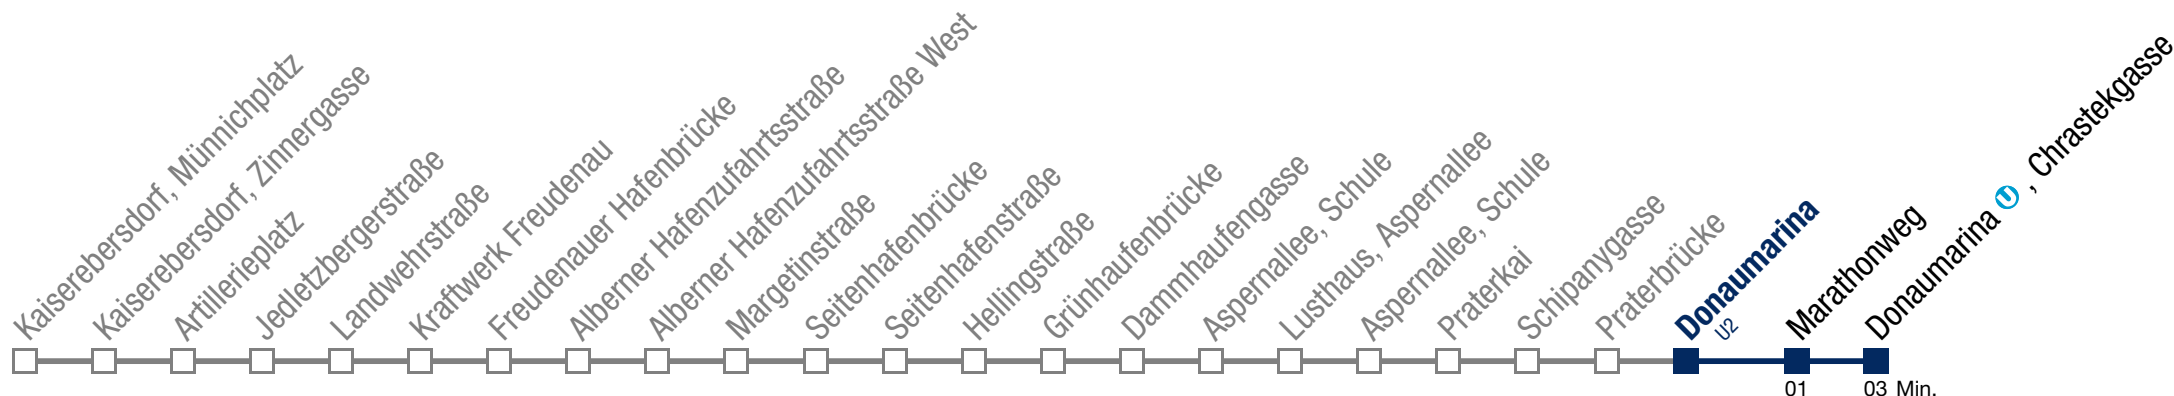 Kaiserebersdorf, Münnichplatz
Kaiserebersdorf, Zinnergasse
Artillerieplatz
Jedletzbergerstraße
Landwehrstraße
Kraftwerk Freudenau
Freudenauer Hafenbrücke
Alberner Hafenzufahrtsstraße
Alberner Hafenzufahrtsstraße West
Margetinstraße
Seitenhafenbrücke
Seitenhafenstraße
Hellingstraße
Grünhaufenbrücke
Dammhaufengasse
Aspernallee, Schule
Lusthaus, Aspernallee
Aspernallee, Schule
Praterkai
Schipanygasse
Praterbrücke
Donaumarina
U2
Marathonweg
Donaumarina U, Chrastekgasse
01
03 Min.